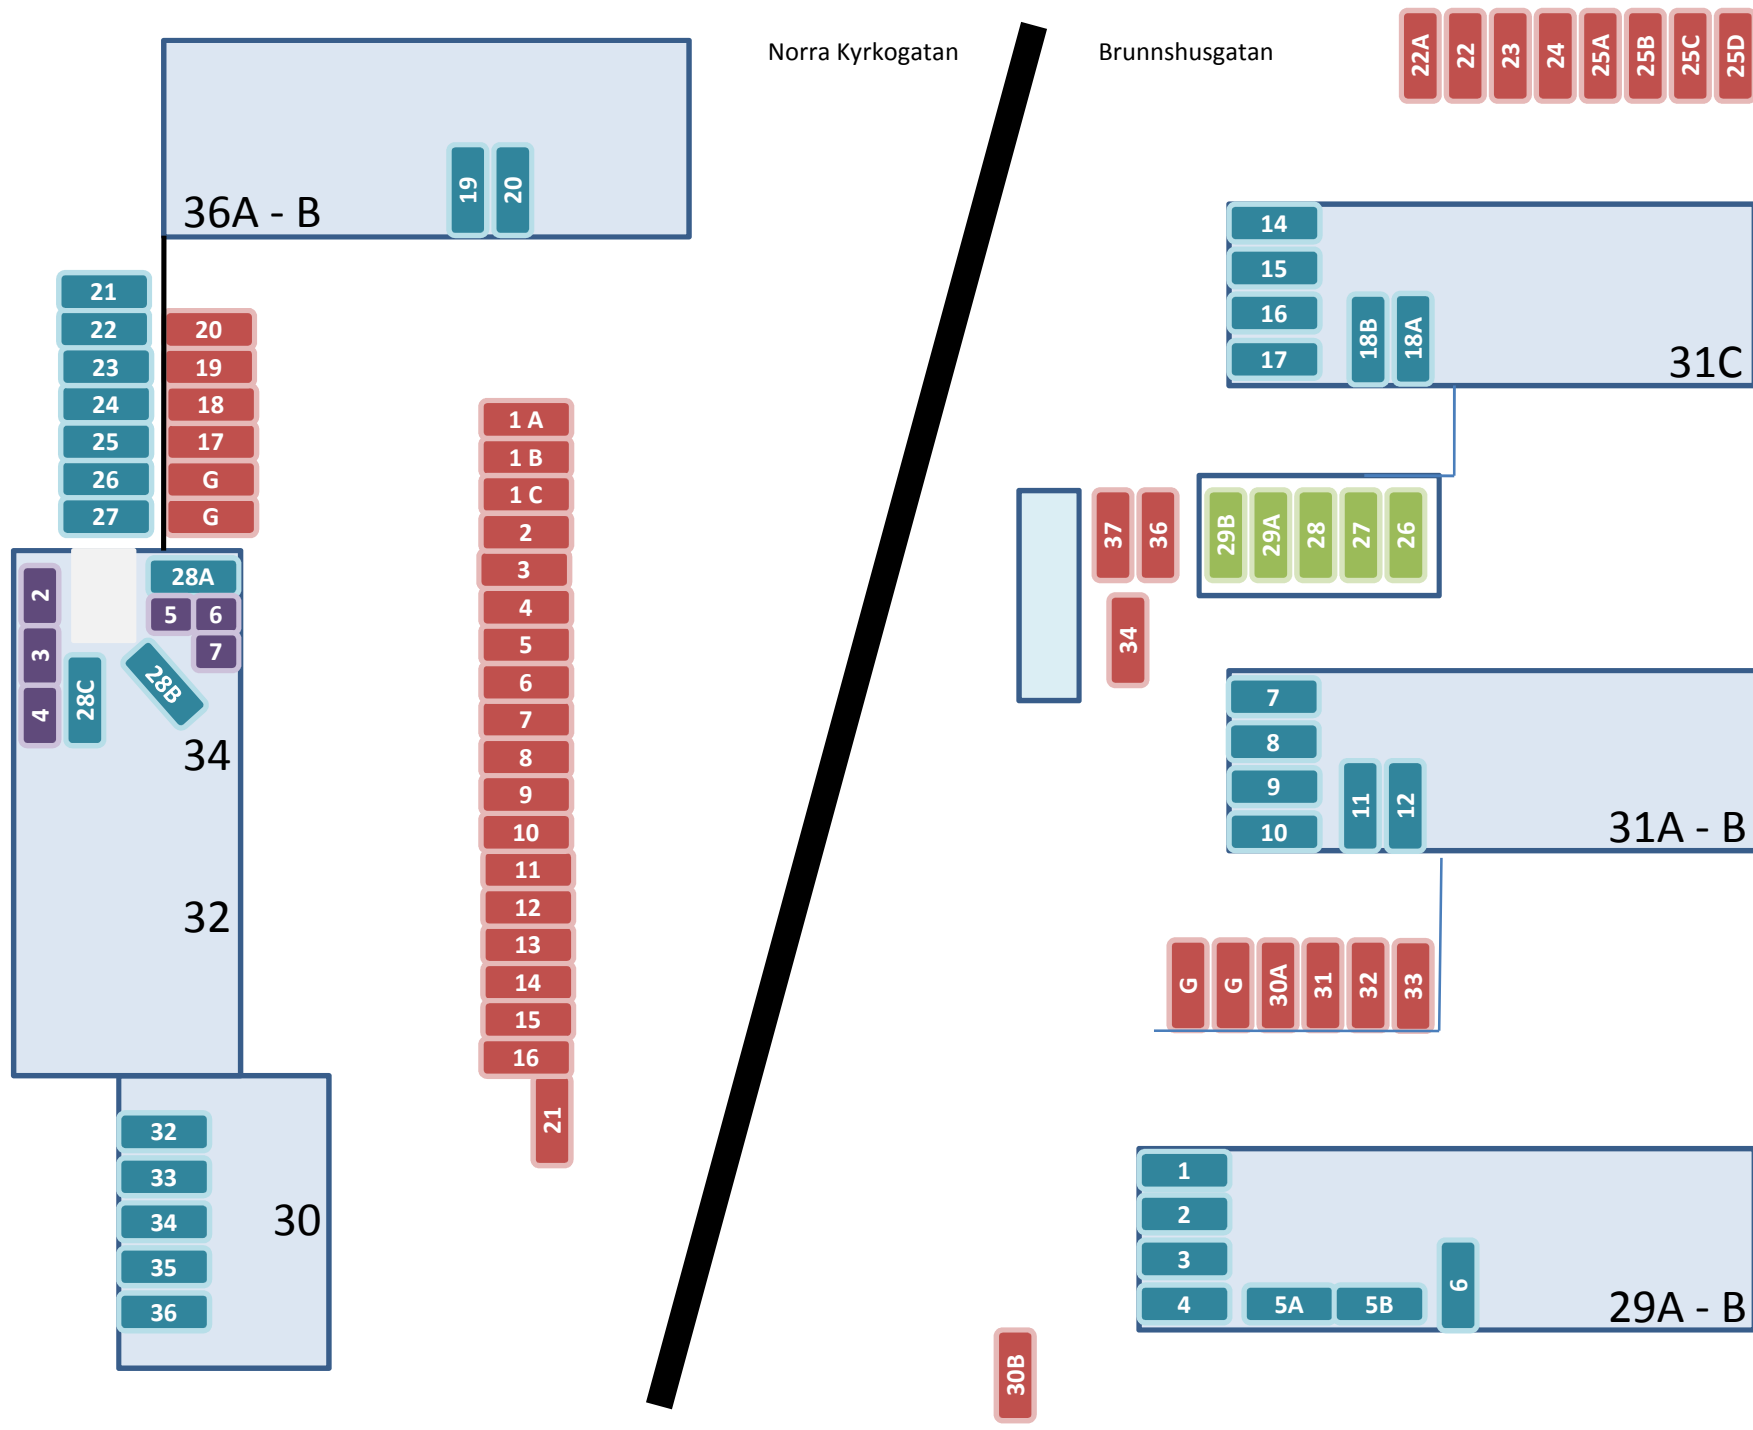 Norra Kyrkogatan
Brunnshusgatan
22A
22
23
24
25A
25B
25C
25D
19
20
36A - B
21
22
23
24
25
26
27
20
19
18
17
G
G
28A
2
3
4
5
6
7
28B
28C
34
32
32
33
34
35
36
30
1 A
1 B
1 C
2
3
4
5
6
7
8
9
10
11
12
13
14
15
16
21
14
15
16
17
18B
18A
31C
37
36
34
29B
29A
28
27
26
7
8
9
10
11
12
31A - B
G
G
30A
31
32
33
1
2
3
4
5A
5B
6
29A - B
30B